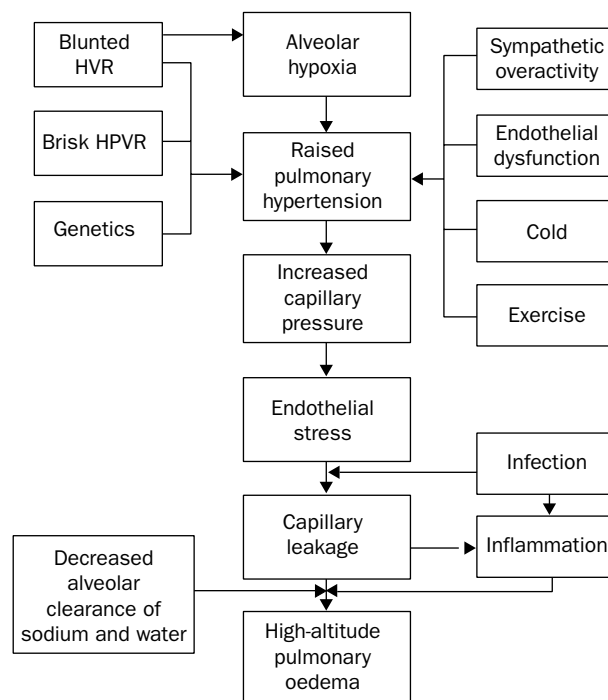 Blunted
HVR
Alveolar
hypoxia
Sympathetic
overactivity
Brisk HPVR
Raised
pulmonary
hypertension
Endothelial
dysfunction
Genetics
Cold
Increased
capillary
pressure
Exercise
Endothelial
stress
Infection
Capillary
leakage
Inflammation
Decreased
alveolar
clearance of
sodium and water
High-altitude
pulmonary
oedema